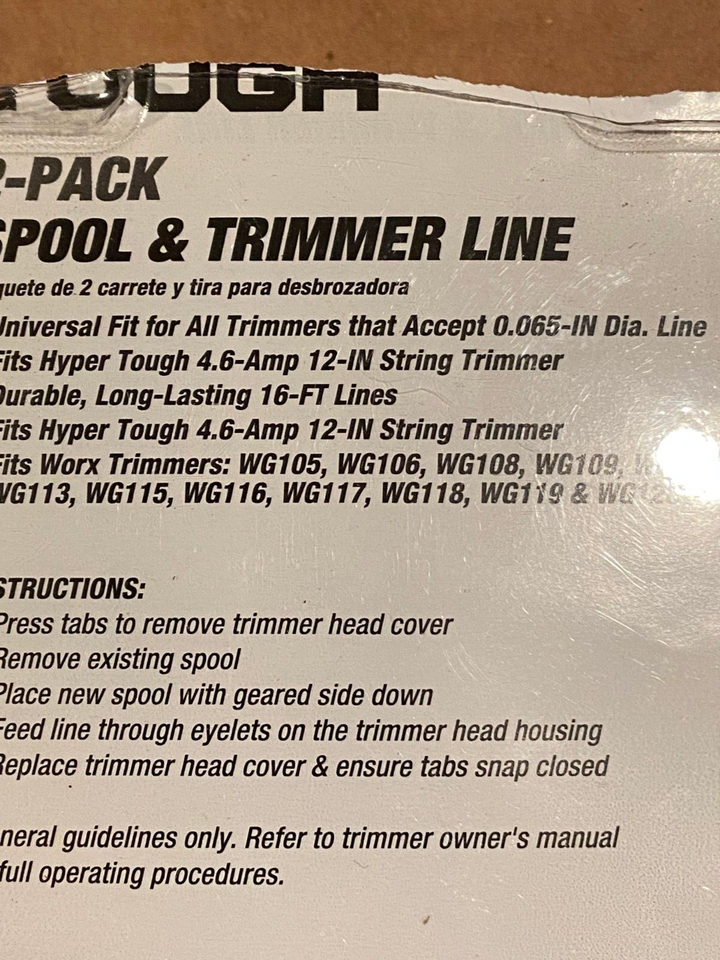 TOUGH
2-PACK
SPOOL & TRIMMER LINE
quete de 2 carrete y tira para desbrozadora
Universal Fit for All Trimmers that Accept 0.065-IN Dia. Line
Fits Hyper Tough 4.6-Amp 12-IN String Trimmer
Durable, Long-Lasting 16-FT Lines
Fits Hyper Tough 4.6-Amp 12-IN String Trimmer
Fits Worx Trimmers: WG105, WG106, WG108, WG109,
WG113, WG115, WG116, WG117, WG118, WG119 &
STRUCTIONS:
Press tabs to remove trimmer head cover
Remove existing spool
Place new spool with geared side down
Feed line through eyelets on the trimmer head housing
Replace trimmer head cover & ensure tabs snap closed
neral guidelines only. Refer to trimmer owner's manual
full operating procedures.